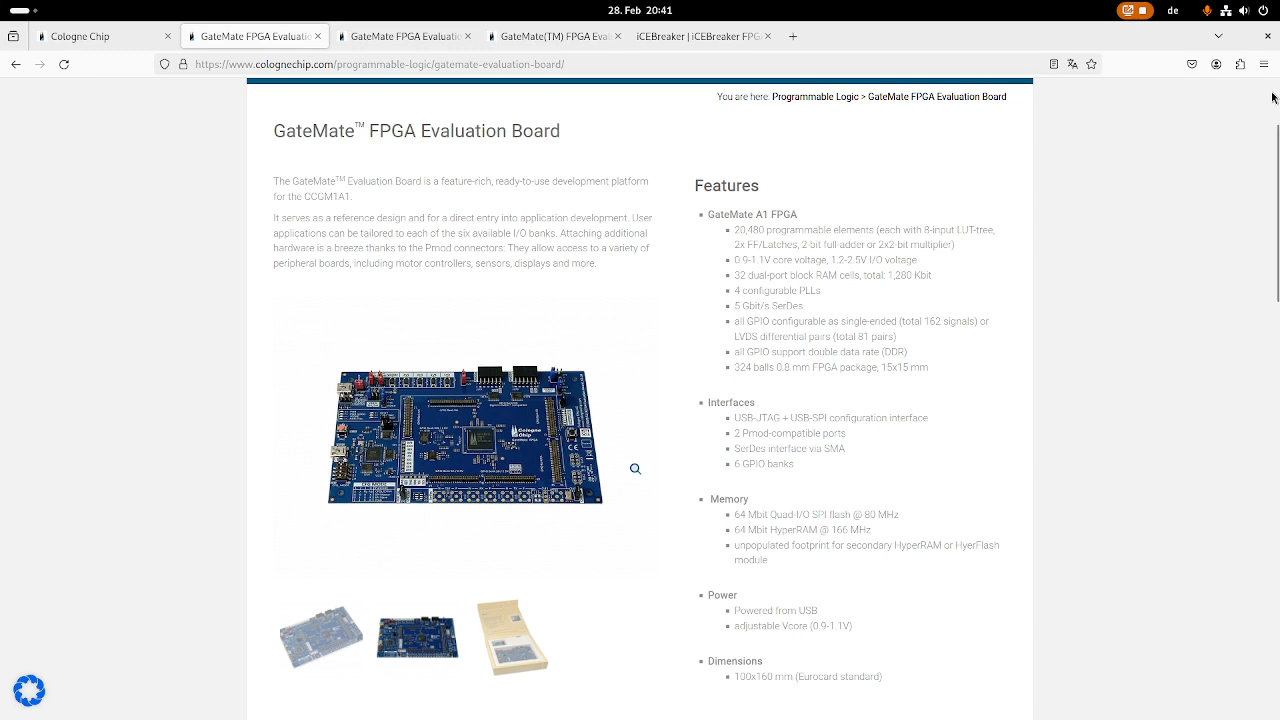 28. Feb 20:41
de
Cologne Chip
GateMate FPGA Evaluatio
GateMate FPGA Evaluation
GateMate(TM) FPGA Eval
iCEBreaker | iCEBreaker FPG
https://www.colognechip.com/programmable-logic/gatemate-evaluation-board/
You are here: Programmable Logic > GateMate FPGA Evaluation Board
GateMate™ FPGA Evaluation Board
The GateMate™ Evaluation Board is a feature-rich, ready-to-use development platform
for the CCGM1A1.
It serves as a reference design and for a direct entry into application development. User
applications can be tailored to each of the six available I/O banks. Attaching additional
hardware is a breeze thanks to the Pmod connectors: They allow access to a variety of
peripheral boards, including motor controllers, sensors, displays and more.
Cologne
Chip
Features
GateMate A1 FPGA
20,480 programmable elements (each with 8-input LUT-tree,
2x FF/Latches, 2-bit full-adder or 2x2-bit multiplier)
0.9-1.1V core voltage, 1.2-2.5V I/O voltage
32 dual-port block RAM cells, total: 1,280 Kbit
4 configurable PLLs
5 Gbit/s SerDes
all GPIO configurable as single-ended (total 162 signals) or
LVDS differential pairs (total 81 pairs)
all GPIO support double data rate (DDR)
324 balls 0.8 mm FPGA package, 15x15 mm
Interfaces
USB-JTAG + USB-SPI configuration interface
2 Pmod-compatible ports
SerDes interface via SMA
6 GPIO banks
Memory
64 Mbit Quad-I/O SPI flash @ 80 MHz
64 Mbit HyperRAM @ 166 MHz
unpopulated footprint for secondary HyperRAM or HyerFlash
module
Power
Powered from USB
adjustable Vcore (0.9-1.1V)
Dimensions
100x160 mm (Eurocard standard)